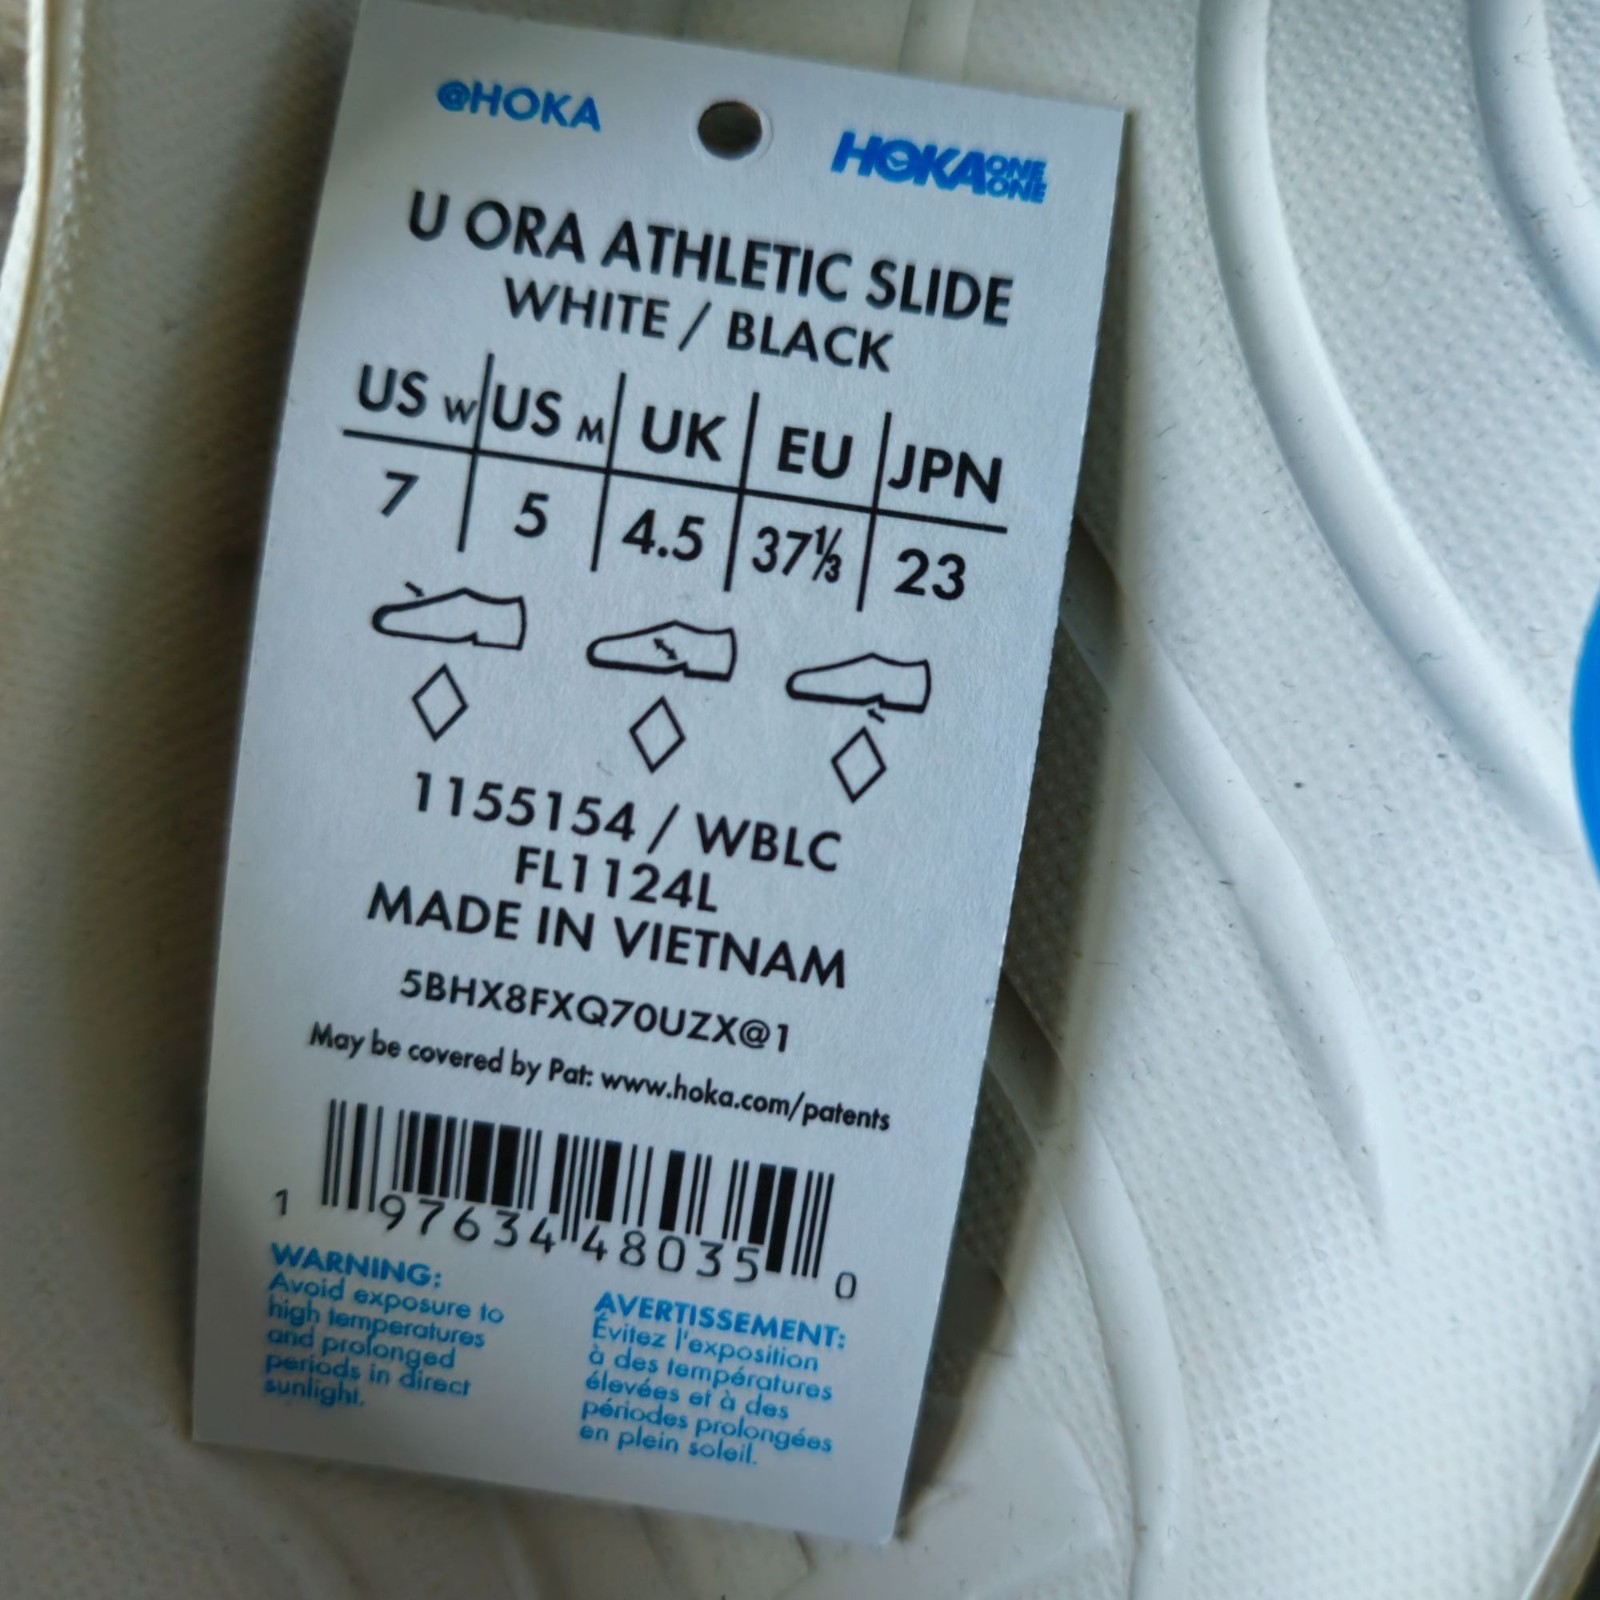 @HOKA
HOKA ONE ONE
U ORA ATHLETIC SLIDE
WHITE / BLACK
US W US M UK EU JPN
7 5 4.5 37⅓ 23
1155154 / WBLC
FL1124L
MADE IN VIETNAM
5BHX8FXQ70UZX@1
May be covered by Pat: www.hoka.com/patents
1 97634 48035 0
WARNING:
Avoid exposure to
high temperatures
and prolonged
periods in direct
sunlight.
AVERTISSEMENT:
Évitez l'exposition
à des températures
élevées et à des
périodes prolongées
en plein soleil.